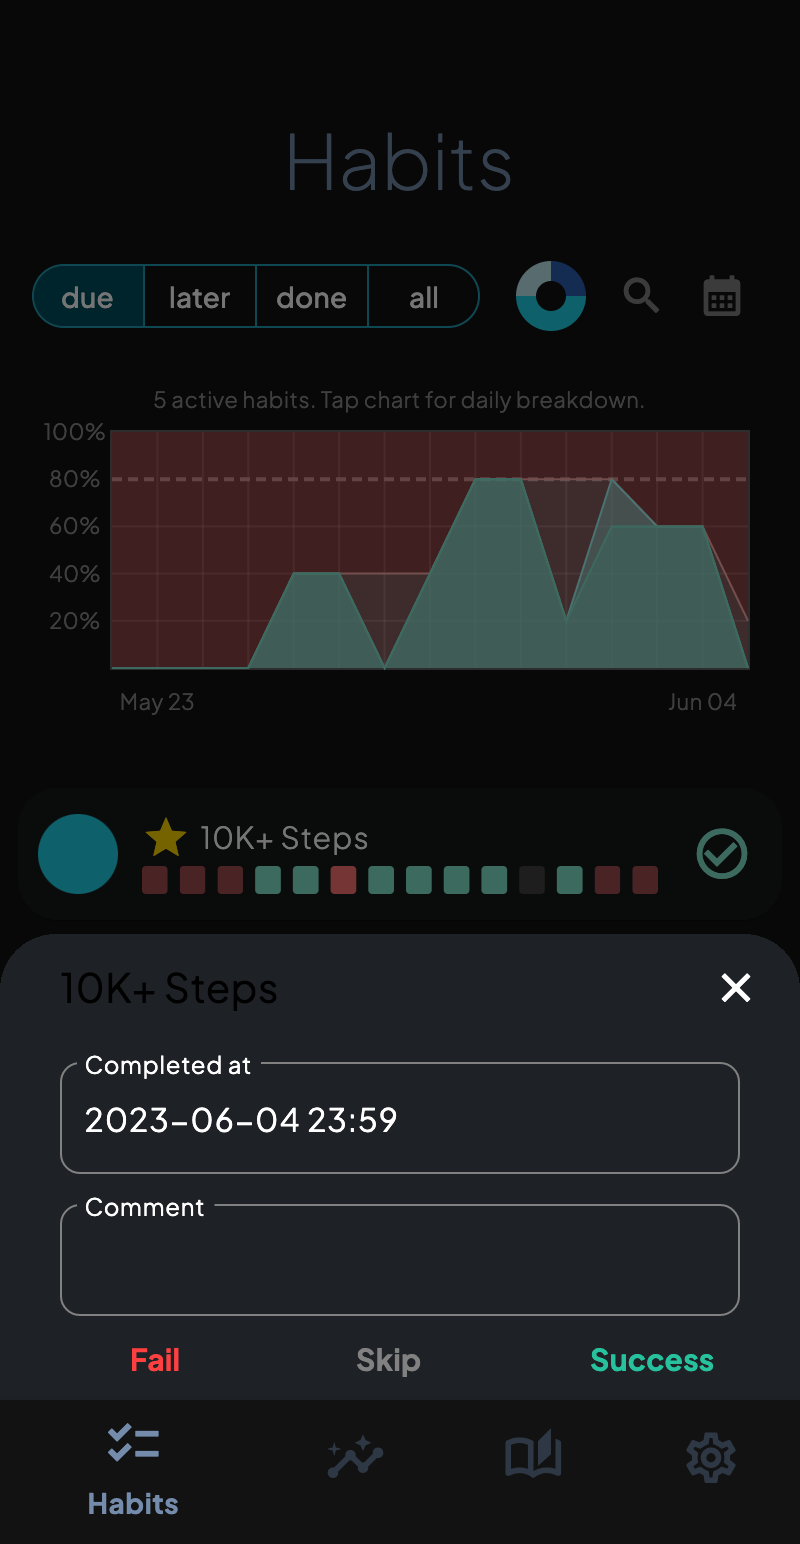 Habits
due later done all
5 active habits. Tap chart for daily breakdown.
100%
80%
60%
40%
20%
May 23 Jun 04
10K+ Steps
10K+ Steps
Completed at
2023-06-04 23:59
Comment
Fail Skip Success
Habits